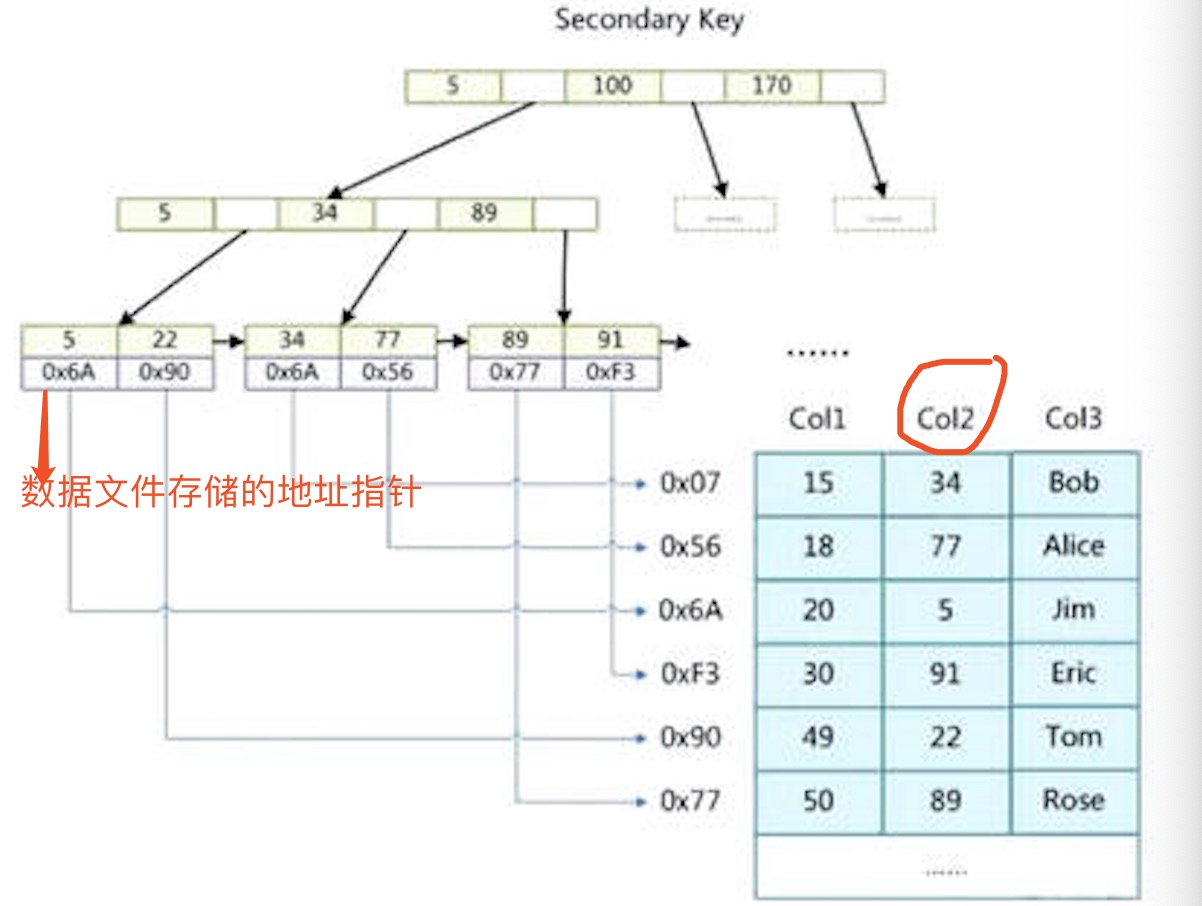 Secondary Key
5 100 170
5 34 89
5 22 34 77 89 91
0x6A 0x90 0x6A 0x56 0x77 0xF3
......
Col1 Col2 Col3
数据文件存储的地址指针
0x07 15 34 Bob
0x56 18 77 Alice
0x6A 20 5 Jim
0xF3 30 91 Eric
0x90 49 22 Tom
0x77 50 89 Rose
......